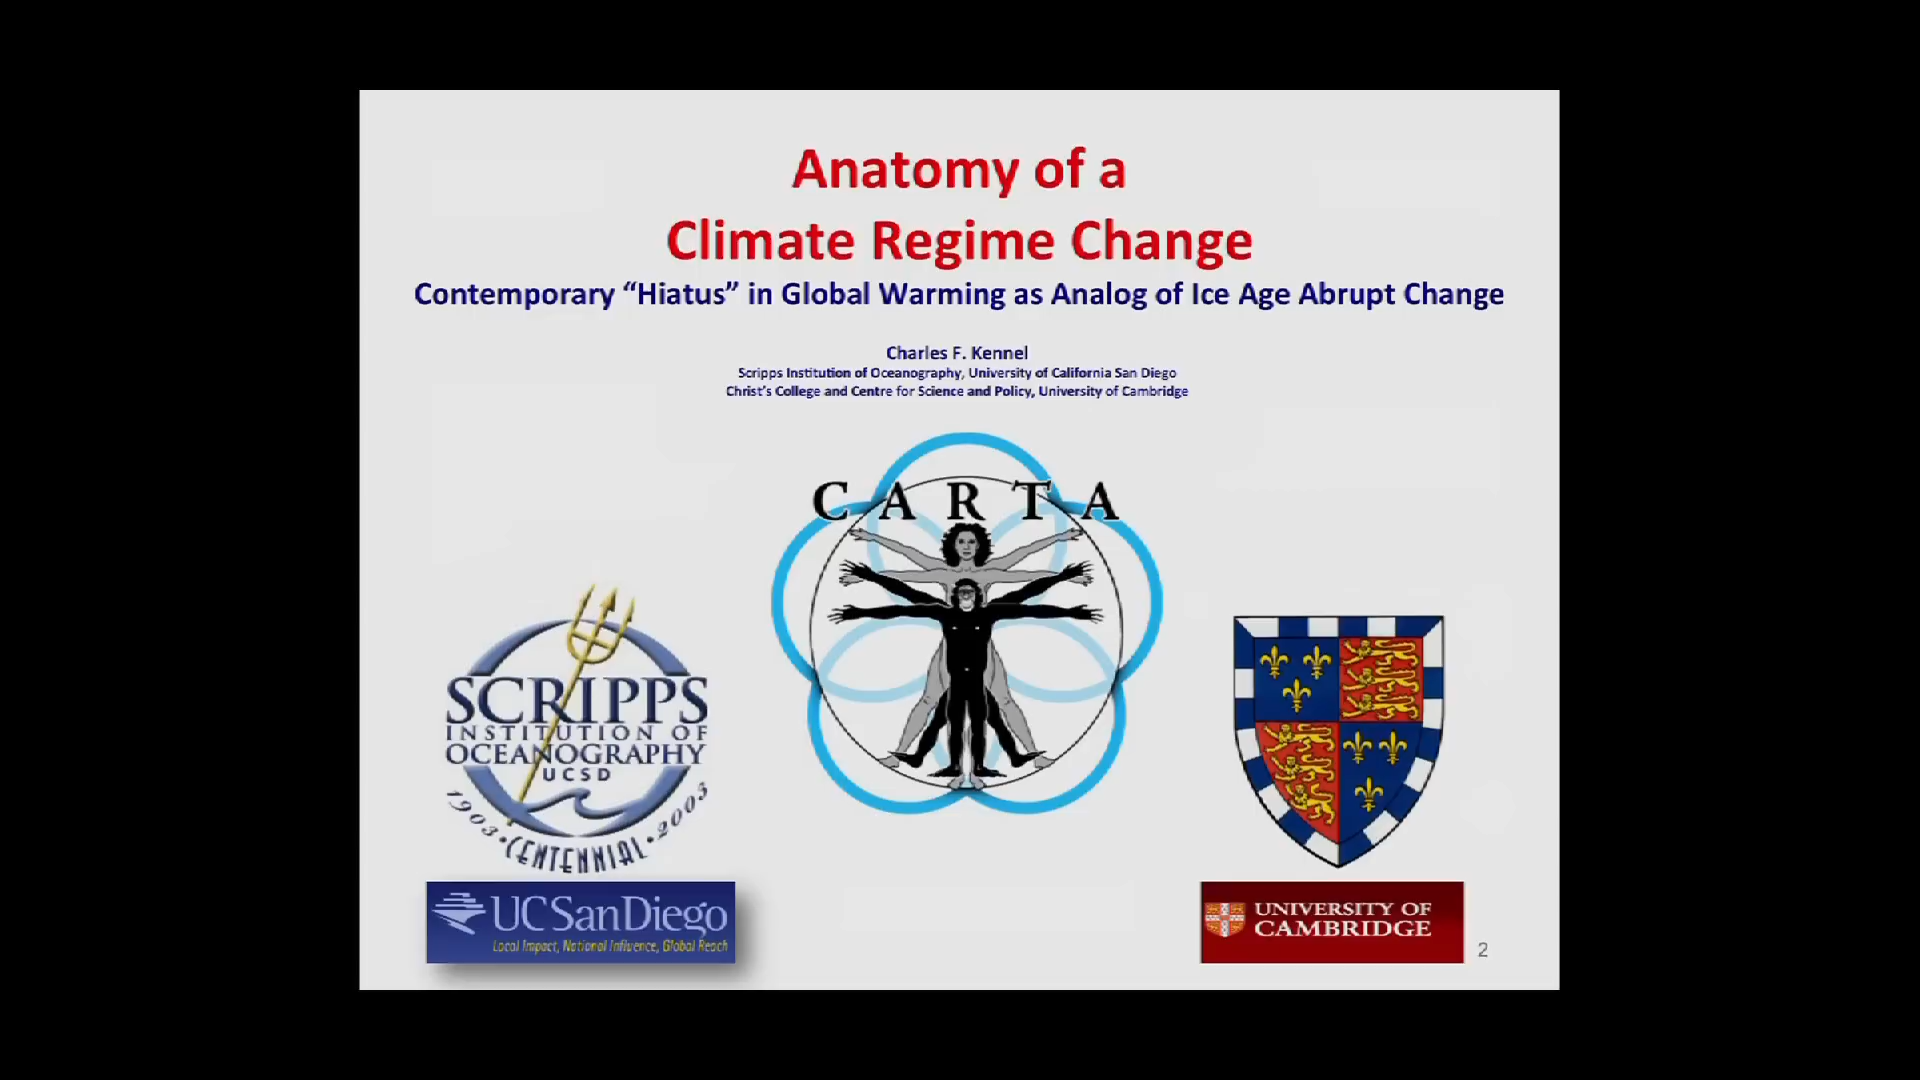 Anatomy of a
Climate Regime Change
Contemporary “Hiatus” in Global Warming as Analog of Ice Age Abrupt Change
Charles F. Kennel
Scripps Institution of Oceanography, University of California San Diego
Christ’s College and Centre for Science and Policy, University of Cambridge
CARTA
SCRIPPS
INSTITUTION OF
OCEANOGRAPHY
UCSD
1903 • CENTENNIAL • 2003
UC San Diego
Local Impact, National Influence, Global Reach
UNIVERSITY OF
CAMBRIDGE
2